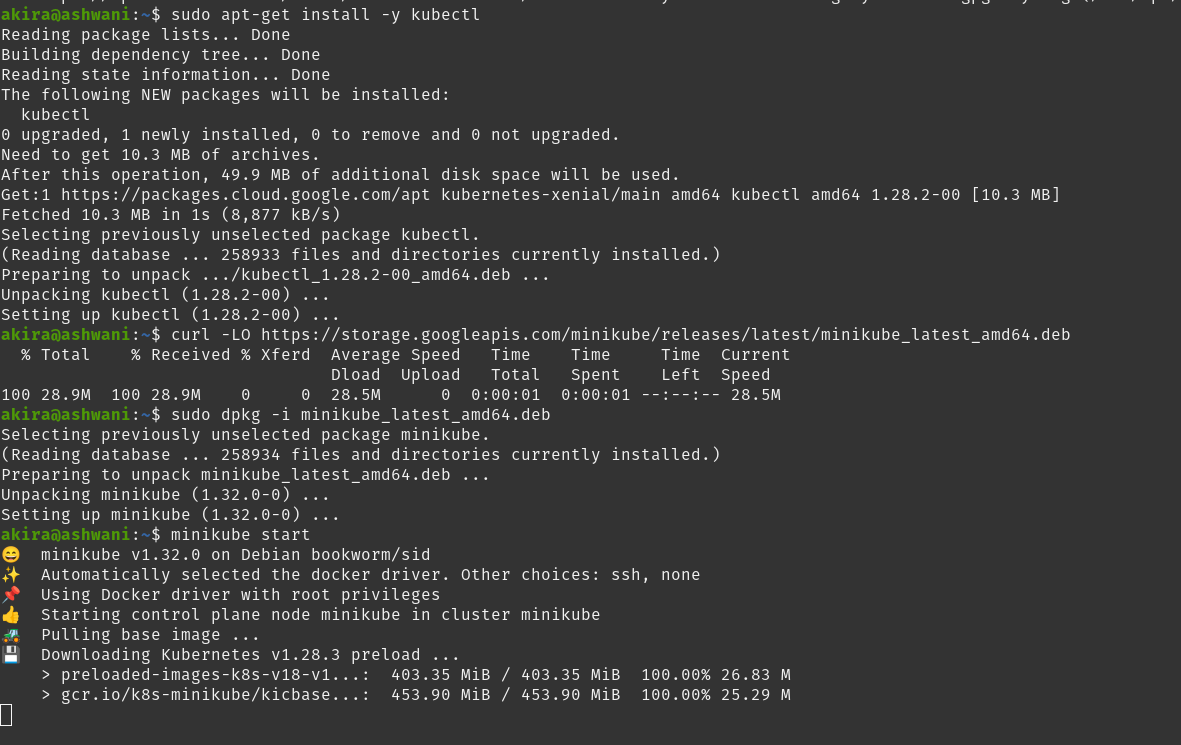 akira@ashwani:~$ sudo apt-get install -y kubectl
Reading package lists... Done
Building dependency tree... Done
Reading state information... Done
The following NEW packages will be installed:
  kubectl
0 upgraded, 1 newly installed, 0 to remove and 0 not upgraded.
Need to get 10.3 MB of archives.
After this operation, 49.9 MB of additional disk space will be used.
Get:1 https://packages.cloud.google.com/apt kubernetes-xenial/main amd64 kubectl amd64 1.28.2-00 [10.3 MB]
Fetched 10.3 MB in 1s (8,877 kB/s)
Selecting previously unselected package kubectl.
(Reading database ... 258933 files and directories currently installed.)
Preparing to unpack .../kubectl_1.28.2-00_amd64.deb ...
Unpacking kubectl (1.28.2-00) ...
Setting up kubectl (1.28.2-00) ...
akira@ashwani:~$ curl -LO https://storage.googleapis.com/minikube/releases/latest/minikube_latest_amd64.deb
  % Total    % Received % Xferd  Average Speed   Time    Time     Time  Current
                                 Dload  Upload   Total   Spent    Left  Speed
100 28.9M  100 28.9M    0     0  28.5M      0  0:00:01  0:00:01 --:--:-- 28.5M
akira@ashwani:~$ sudo dpkg -i minikube_latest_amd64.deb
Selecting previously unselected package minikube.
(Reading database ... 258934 files and directories currently installed.)
Preparing to unpack minikube_latest_amd64.deb ...
Unpacking minikube (1.32.0-0) ...
Setting up minikube (1.32.0-0) ...
akira@ashwani:~$ minikube start
😄  minikube v1.32.0 on Debian bookworm/sid
✨  Automatically selected the docker driver. Other choices: ssh, none
📌  Using Docker driver with root privileges
👍  Starting control plane node minikube in cluster minikube
🚜  Pulling base image ...
💾  Downloading Kubernetes v1.28.3 preload ...
    > preloaded-images-k8s-v18-v1...:  403.35 MiB / 403.35 MiB  100.00% 26.83 M
    > gcr.io/k8s-minikube/kicbase...:  453.90 MiB / 453.90 MiB  100.00% 25.29 M